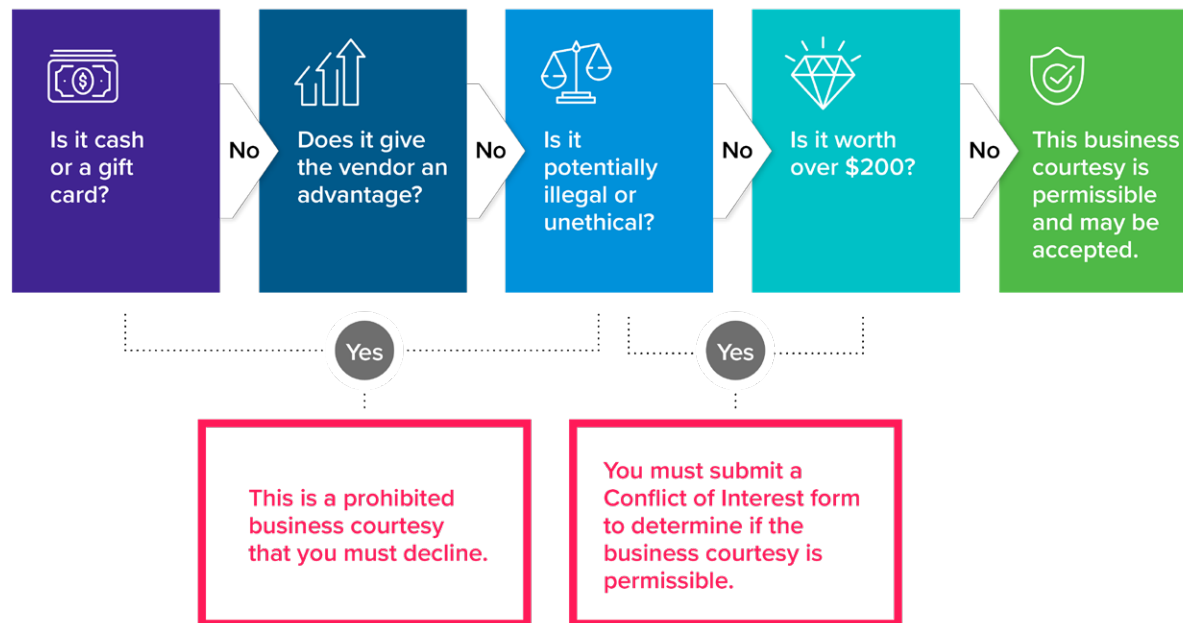 Is it cash
or a gift
card?
No
Does it give
the vendor an
advantage?
No
Is it
potentially
illegal or
unethical?
No
Is it worth
over $200?
No
This business
courtesy is
permissible
and may be
accepted.
Yes
Yes
This is a prohibited
business courtesy
that you must decline.
You must submit a
Conflict of Interest form
to determine if the
business courtesy is
permissible.